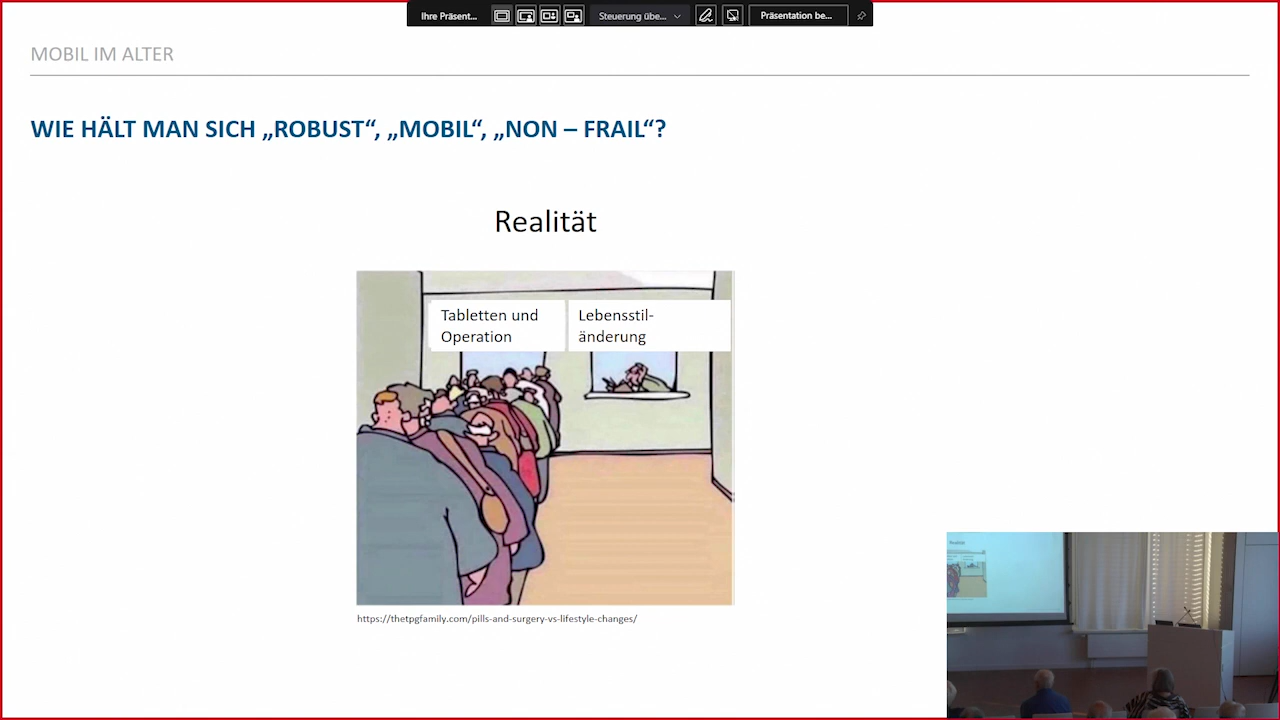 Ihre Präsent...
Steuerung übe...
Präsentation be...
MOBIL IM ALTER
WIE HÄLT MAN SICH „ROBUST“, „MOBIL“, „NON – FRAIL“?
Realität
Tabletten und
Operation
Lebensstil-
änderung
https://thetpgfamily.com/pills-and-surgery-vs-lifestyle-changes/
Realität